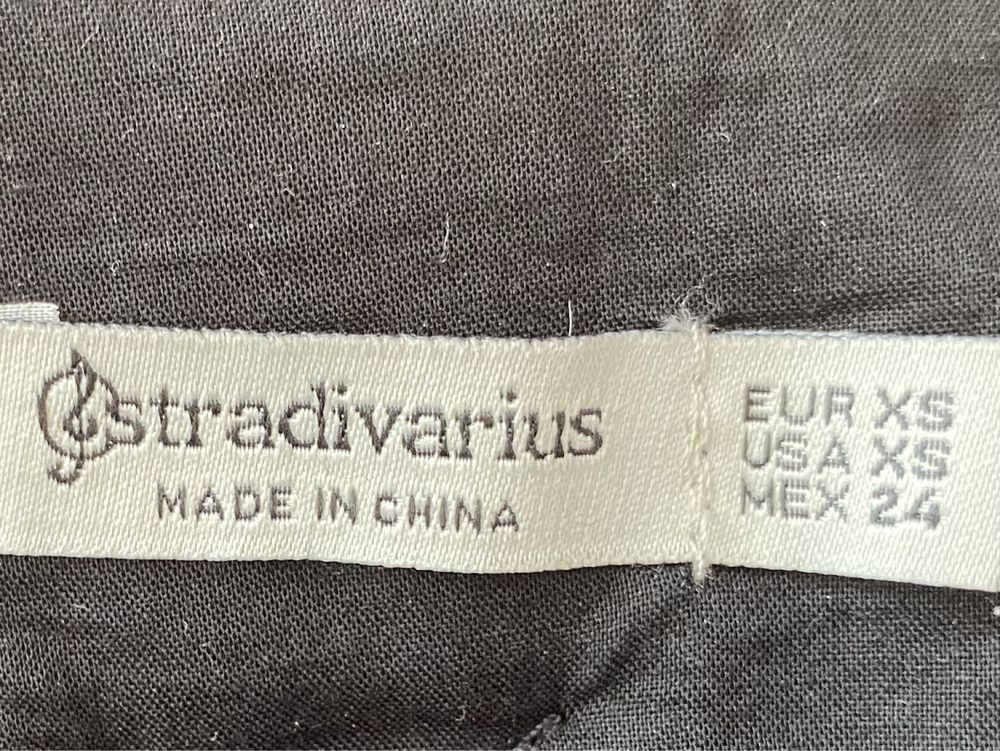 stradivarius
MADE IN CHINA
EUR XS
USA XS
MEX 24